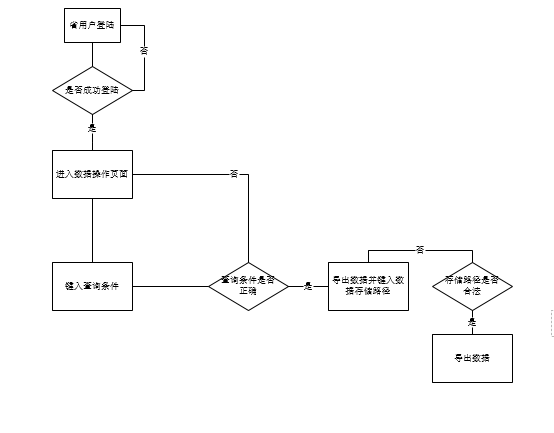 省用户登陆
否
是否成功登陆
是
进入数据操作页面
否
键入查询条件
查询条件是否
正确
是
导出数据并键入数
据存储路径
否
存储路径是否
合法
是
导出数据